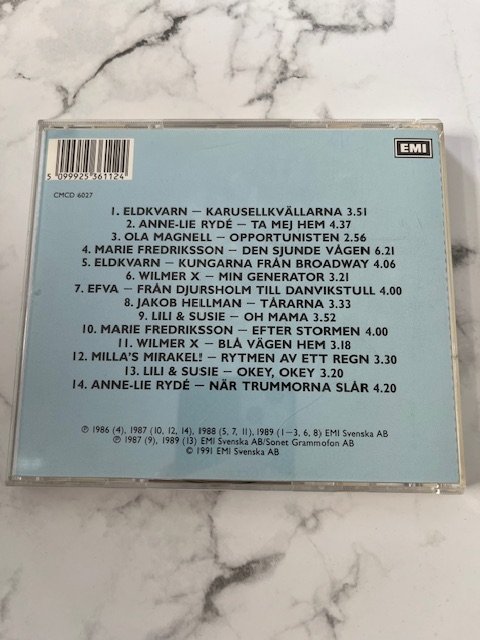 EMI
5 099925 361124
CMCD 6027
1. ELDKVARN – KARUSELLKVÄLLARNA 3.51
2. ANNE-LIE RYDÉ – TA MEJ HEM 4.37
3. OLA MAGNELL – OPPORTUNISTEN 2.56
4. MARIE FREDRIKSSON – DEN SJUNDE VÅGEN 6.21
5. ELDKVARN – KUNGARNA FRÅN BROADWAY 4.06
6. WILMER X – MIN GENERATOR 3.21
7. EFVA – FRÅN DJURSHOLM TILL DANVIKSTULL 4.00
8. JAKOB HELLMAN – TÅRARNA 3.33
9. LILI & SUSIE – OH MAMA 3.52
10. MARIE FREDRIKSSON – EFTER STORMEN 4.00
11. WILMER X – BLÅ VÄGEN HEM 3.18
12. MILLA'S MIRAKEL! – RYTMEN AV ETT REGN 3.30
13. LILI & SUSIE – OKEY, OKEY 3.20
14. ANNE-LIE RYDÉ – NÄR TRUMMORNA SLÅR 4.20
℗ 1986 (4), 1987 (10, 12, 14), 1988 (5, 7, 11), 1989 (1–3, 6, 8) EMI Svenska AB
℗ 1987 (9), 1989 (13) EMI Svenska AB/Sonet Grammofon AB
© 1991 EMI Svenska AB